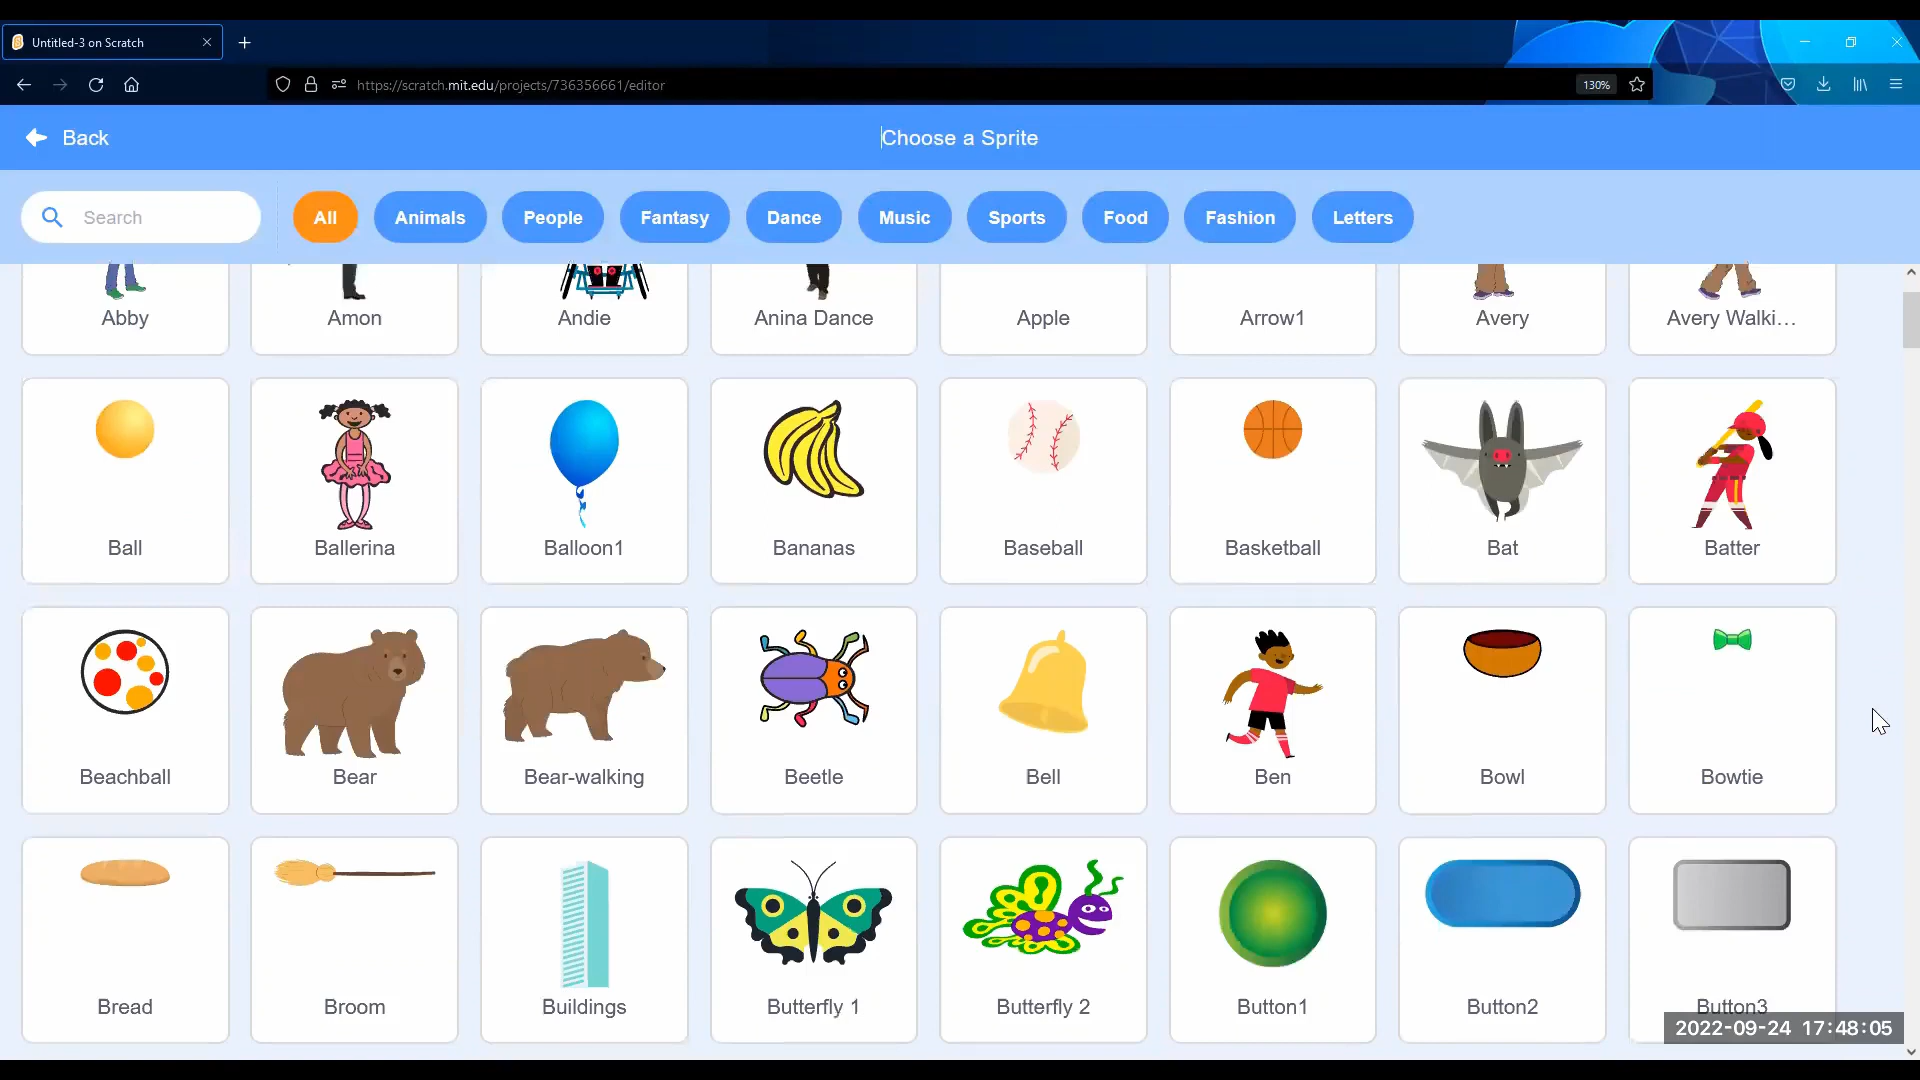 Untitled-3 on Scratch
https://scratch.mit.edu/projects/736356661/editor
130%
Back
Choose a Sprite
Search
All
Animals
People
Fantasy
Dance
Music
Sports
Food
Fashion
Letters
Abby
Amon
Andie
Anina Dance
Apple
Arrow1
Avery
Avery Walki...
Ball
Ballerina
Balloon1
Bananas
Baseball
Basketball
Bat
Batter
Beachball
Bear
Bear-walking
Beetle
Bell
Ben
Bowl
Bowtie
Bread
Broom
Buildings
Butterfly 1
Butterfly 2
Button1
Button2
Button3
2022-09-24 17:48:05